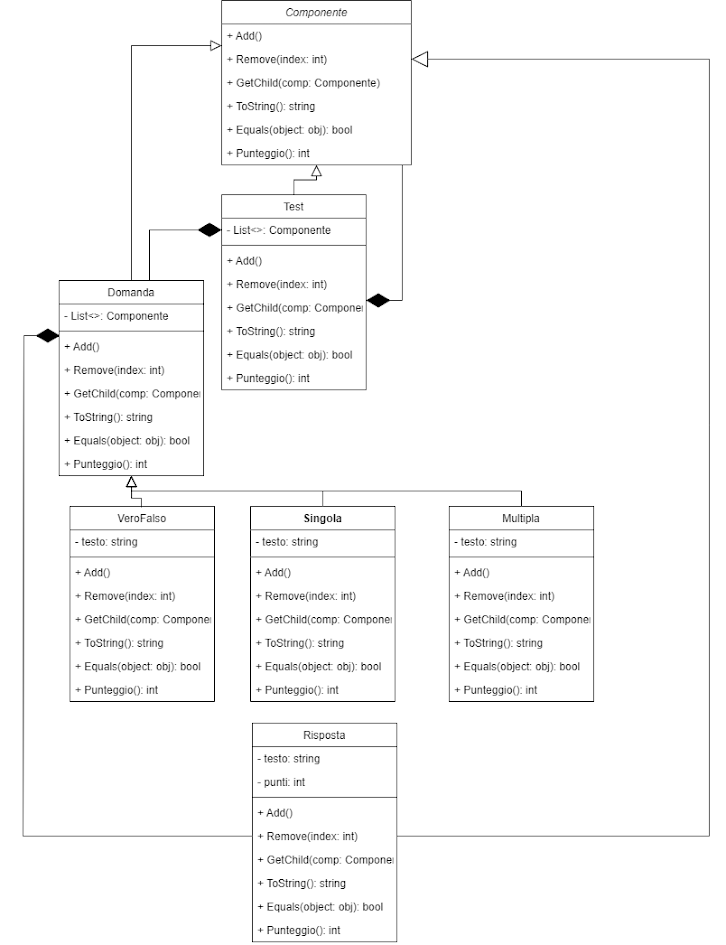 Componente
+ Add()
+ Remove(index: int)
+ GetChild(comp: Componente)
+ ToString(): string
+ Equals(object: obj): bool
+ Punteggio(): int
Test
- List<>: Componente
+ Add()
+ Remove(index: int)
+ GetChild(comp: Componen
+ ToString(): string
+ Equals(object: obj): bool
+ Punteggio(): int
Domanda
- List<>: Componente
+ Add()
+ Remove(index: int)
+ GetChild(comp: Componen
+ ToString(): string
+ Equals(object: obj): bool
+ Punteggio(): int
VeroFalso
- testo: string
+ Add()
+ Remove(index: int)
+ GetChild(comp: Componen
+ ToString(): string
+ Equals(object: obj): bool
+ Punteggio(): int
Singola
- testo: string
+ Add()
+ Remove(index: int)
+ GetChild(comp: Componen
+ ToString(): string
+ Equals(object: obj): bool
+ Punteggio(): int
Multipla
- testo: string
+ Add()
+ Remove(index: int)
+ GetChild(comp: Componen
+ ToString(): string
+ Equals(object: obj): bool
+ Punteggio(): int
Risposta
- testo: string
- punti: int
+ Add()
+ Remove(index: int)
+ GetChild(comp: Componen
+ ToString(): string
+ Equals(object: obj): bool
+ Punteggio(): int